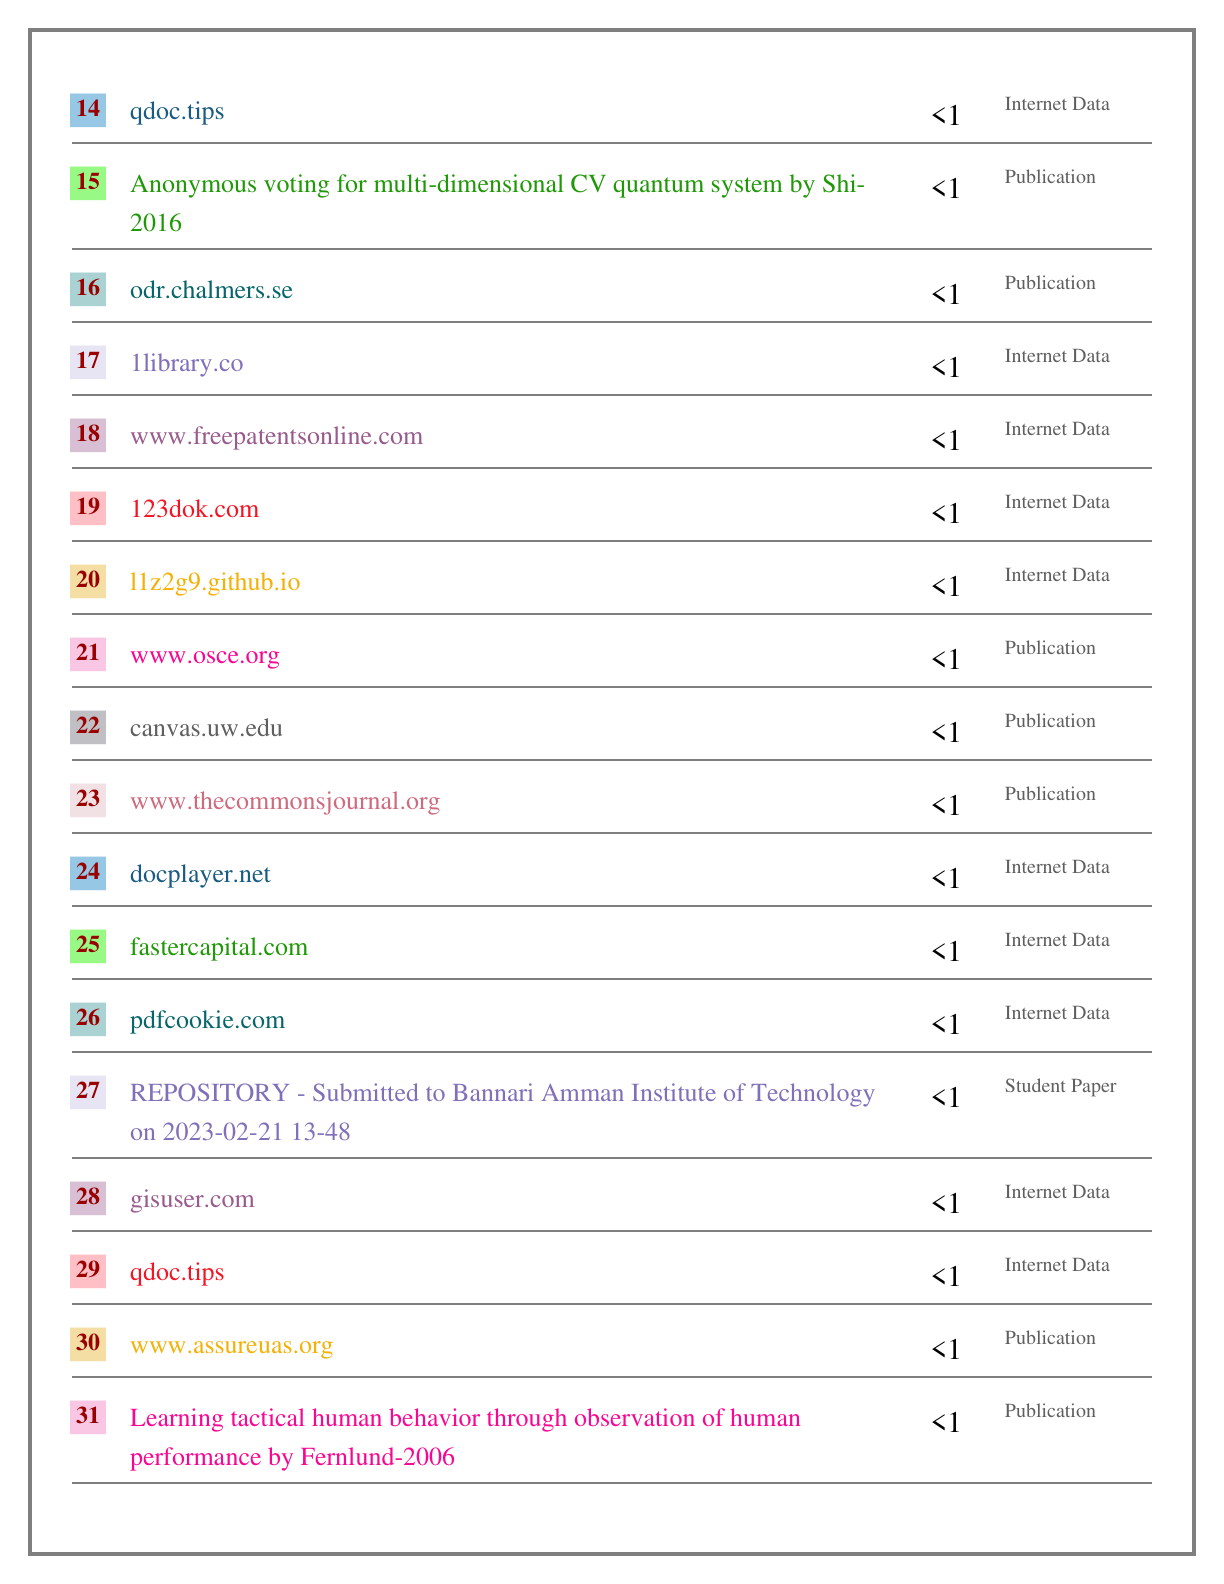 14 qdoc.tips <1 Internet Data
15 Anonymous voting for multi-dimensional CV quantum system by Shi- <1 Publication
2016
16 odr.chalmers.se <1 Publication
17 1library.co <1 Internet Data
18 www.freepatentsonline.com <1 Internet Data
19 123dok.com <1 Internet Data
20 l1z2g9.github.io <1 Internet Data
21 www.osce.org <1 Publication
22 canvas.uw.edu <1 Publication
23 www.thecommonsjournal.org <1 Publication
24 docplayer.net <1 Internet Data
25 fastercapital.com <1 Internet Data
26 pdfcookie.com <1 Internet Data
27 REPOSITORY - Submitted to Bannari Amman Institute of Technology <1 Student Paper
on 2023-02-21 13-48
28 gisuser.com <1 Internet Data
29 qdoc.tips <1 Internet Data
30 www.assureuas.org <1 Publication
31 Learning tactical human behavior through observation of human <1 Publication
performance by Fernlund-2006